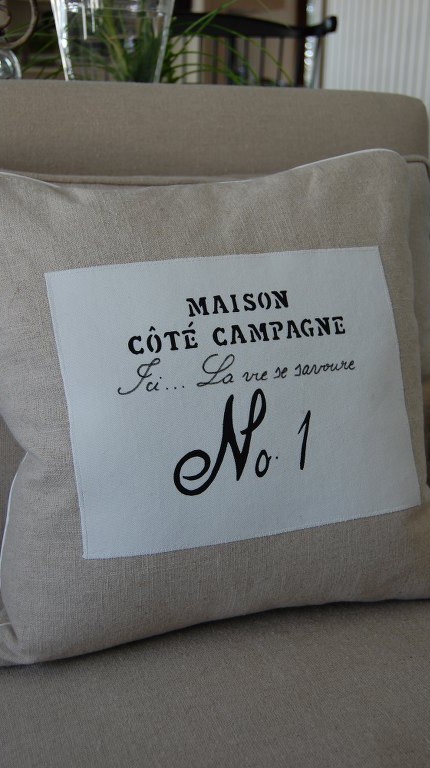 MAISON
CÔTÉ CAMPAGNE
Ici... La vie se savoure
No. 1